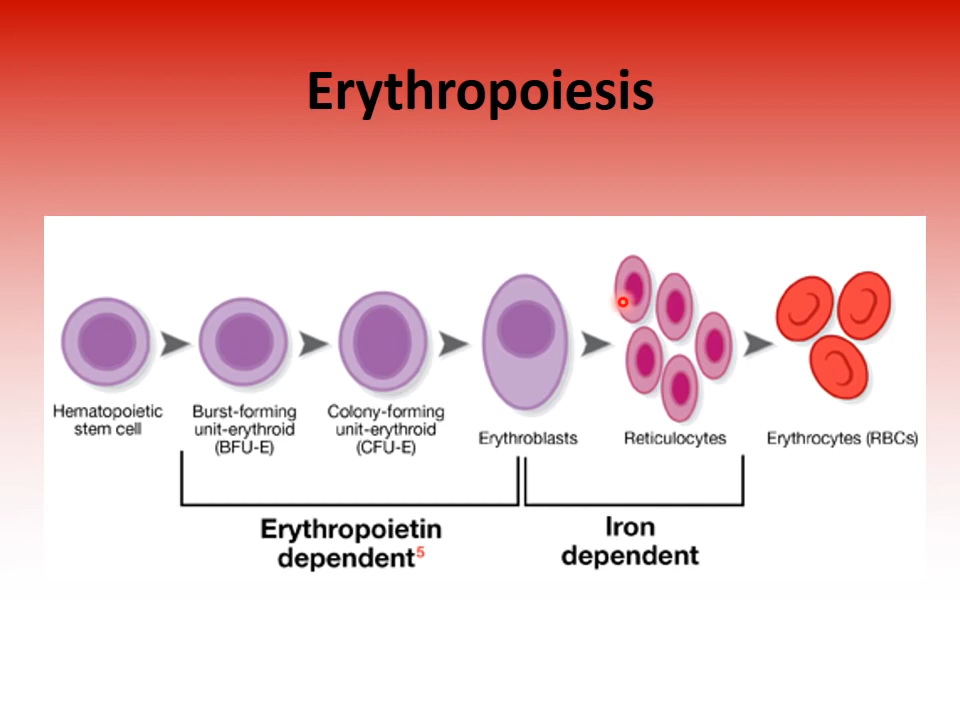 Erythropoiesis
Hematopoietic
stem cell
Burst-forming
unit-erythroid
(BFU-E)
Colony-forming
unit-erythroid
(CFU-E)
Erythroblasts
Reticulocytes
Erythrocytes (RBCs)
Erythropoietin
dependent⁵
Iron
dependent